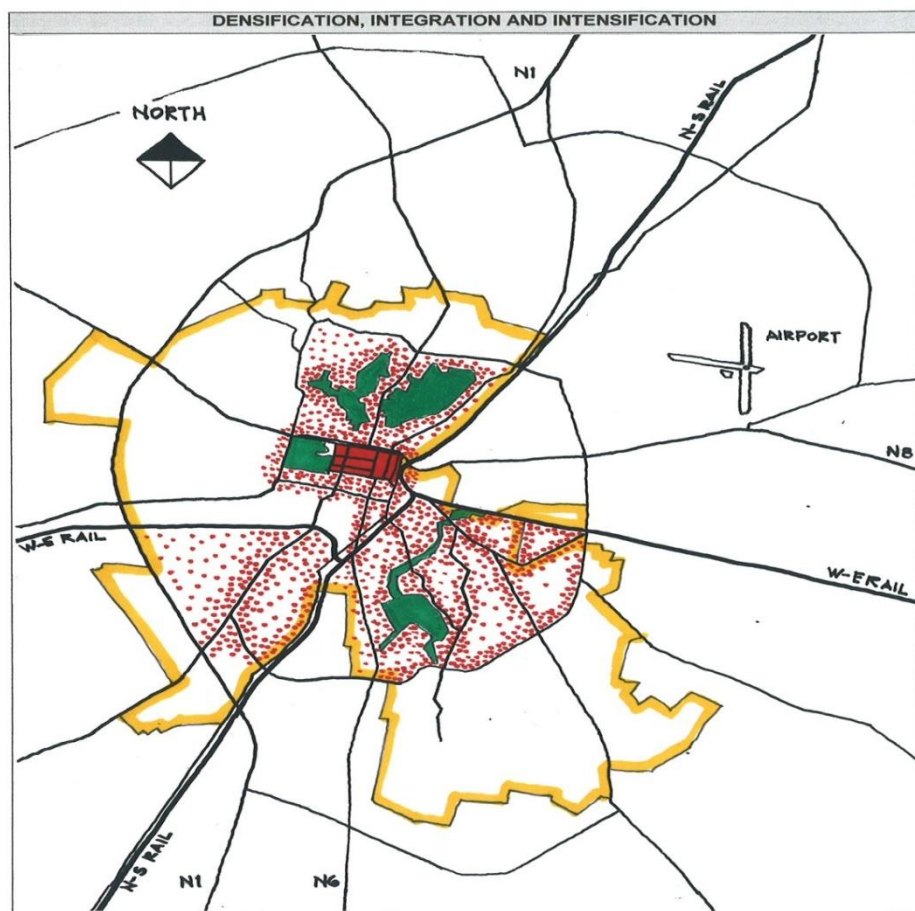 DENSIFICATION, INTEGRATION AND INTENSIFICATION
N1
N-S RAIL
NORTH
AIRPORT
N8
W-E RAIL
W-E RAIL
N-S RAIL
N1
N6